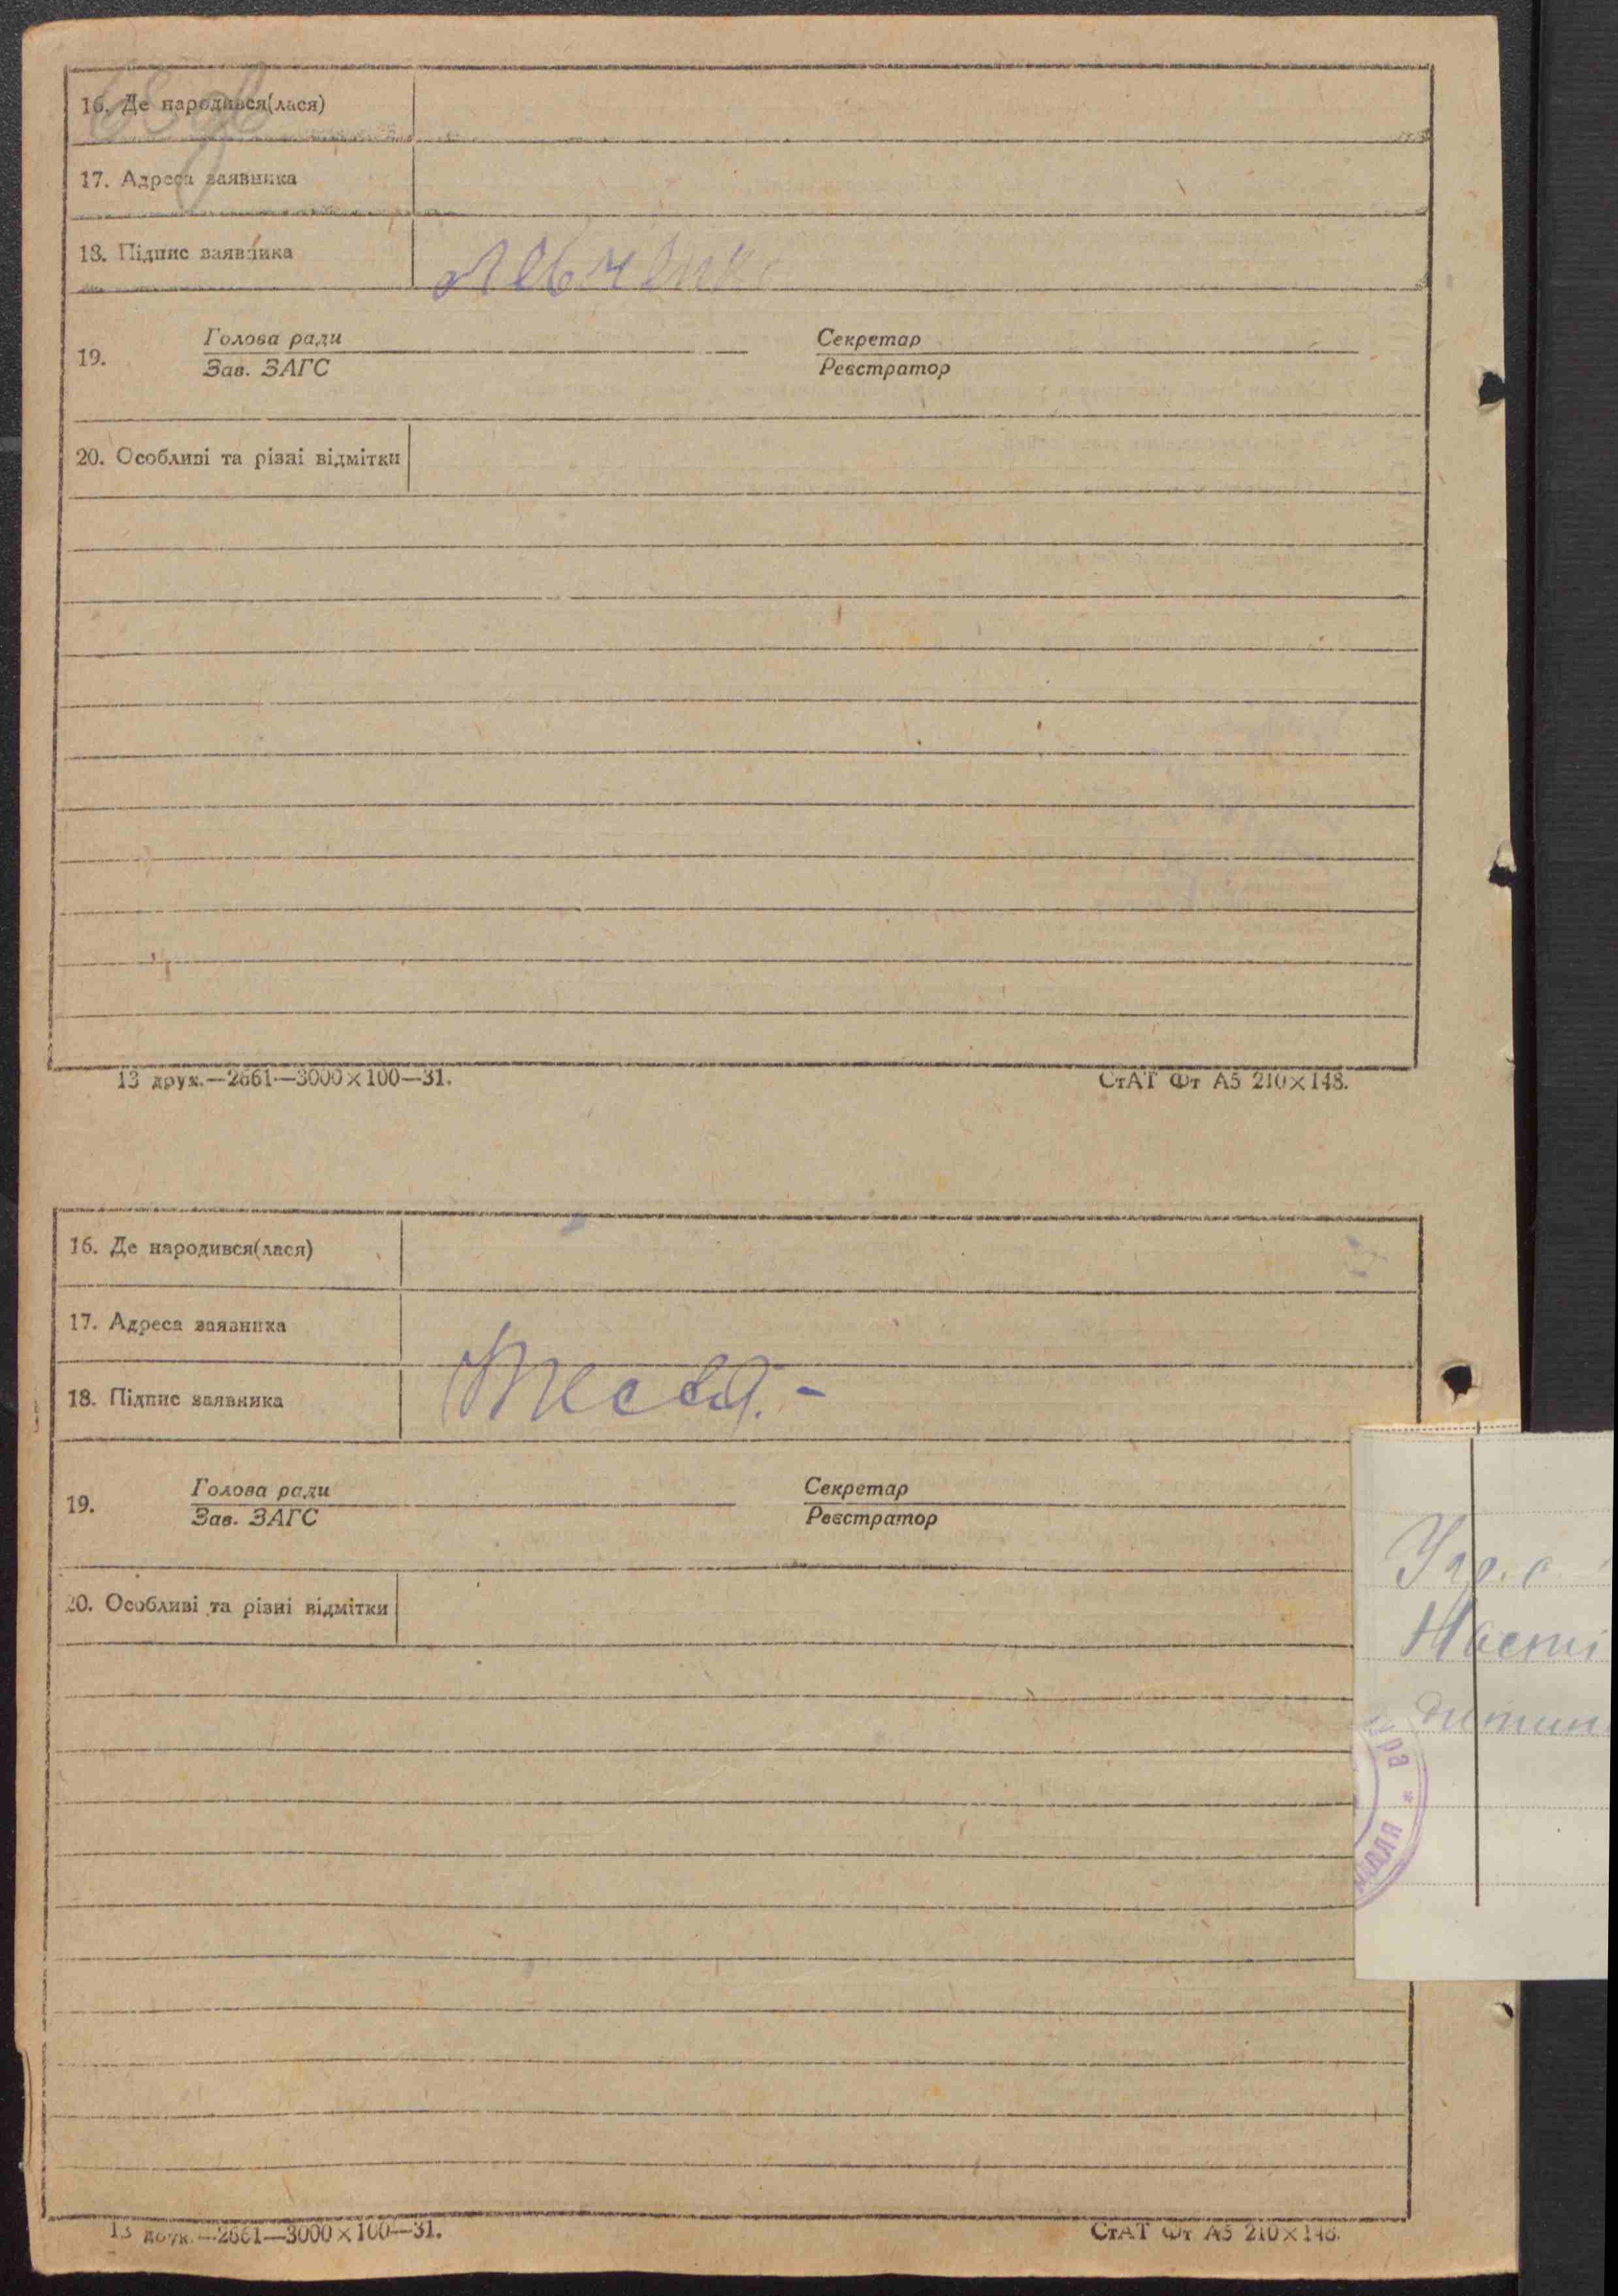 16. Де народився(лася)
17. Адреса заявника
18. Підпис заявника Левченко
19. Голова ради Секретар
Зав. ЗАГС Реєстратор
20. Особливі та різні відмітки
13 друк.—2661—3000×100—31. СтАТ Фт А5 210×148.
16. Де народився(лася)
17. Адреса заявника
18. Підпис заявника
19. Голова ради Секретар
Зав. ЗАГС Реєстратор
20. Особливі та різні відмітки
13 друк.—2661—3000×100—31. СтАТ Фт А5 210×148.